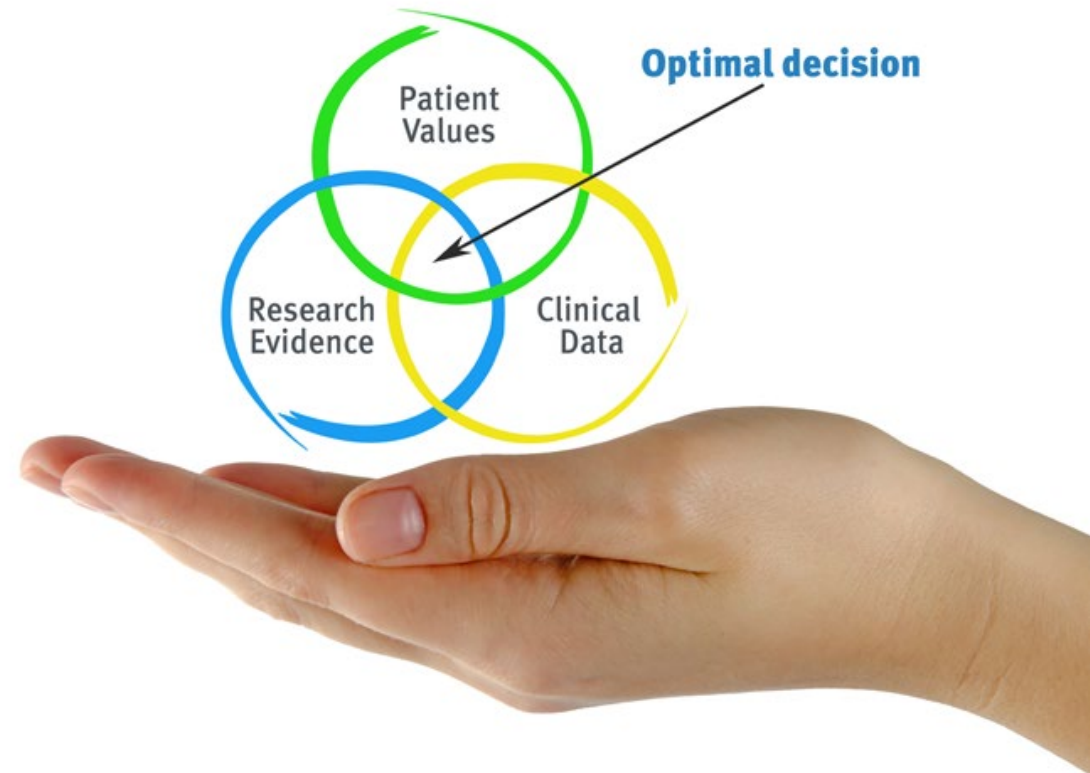 Optimal decision
Patient
Values
Research
Evidence
Clinical
Data